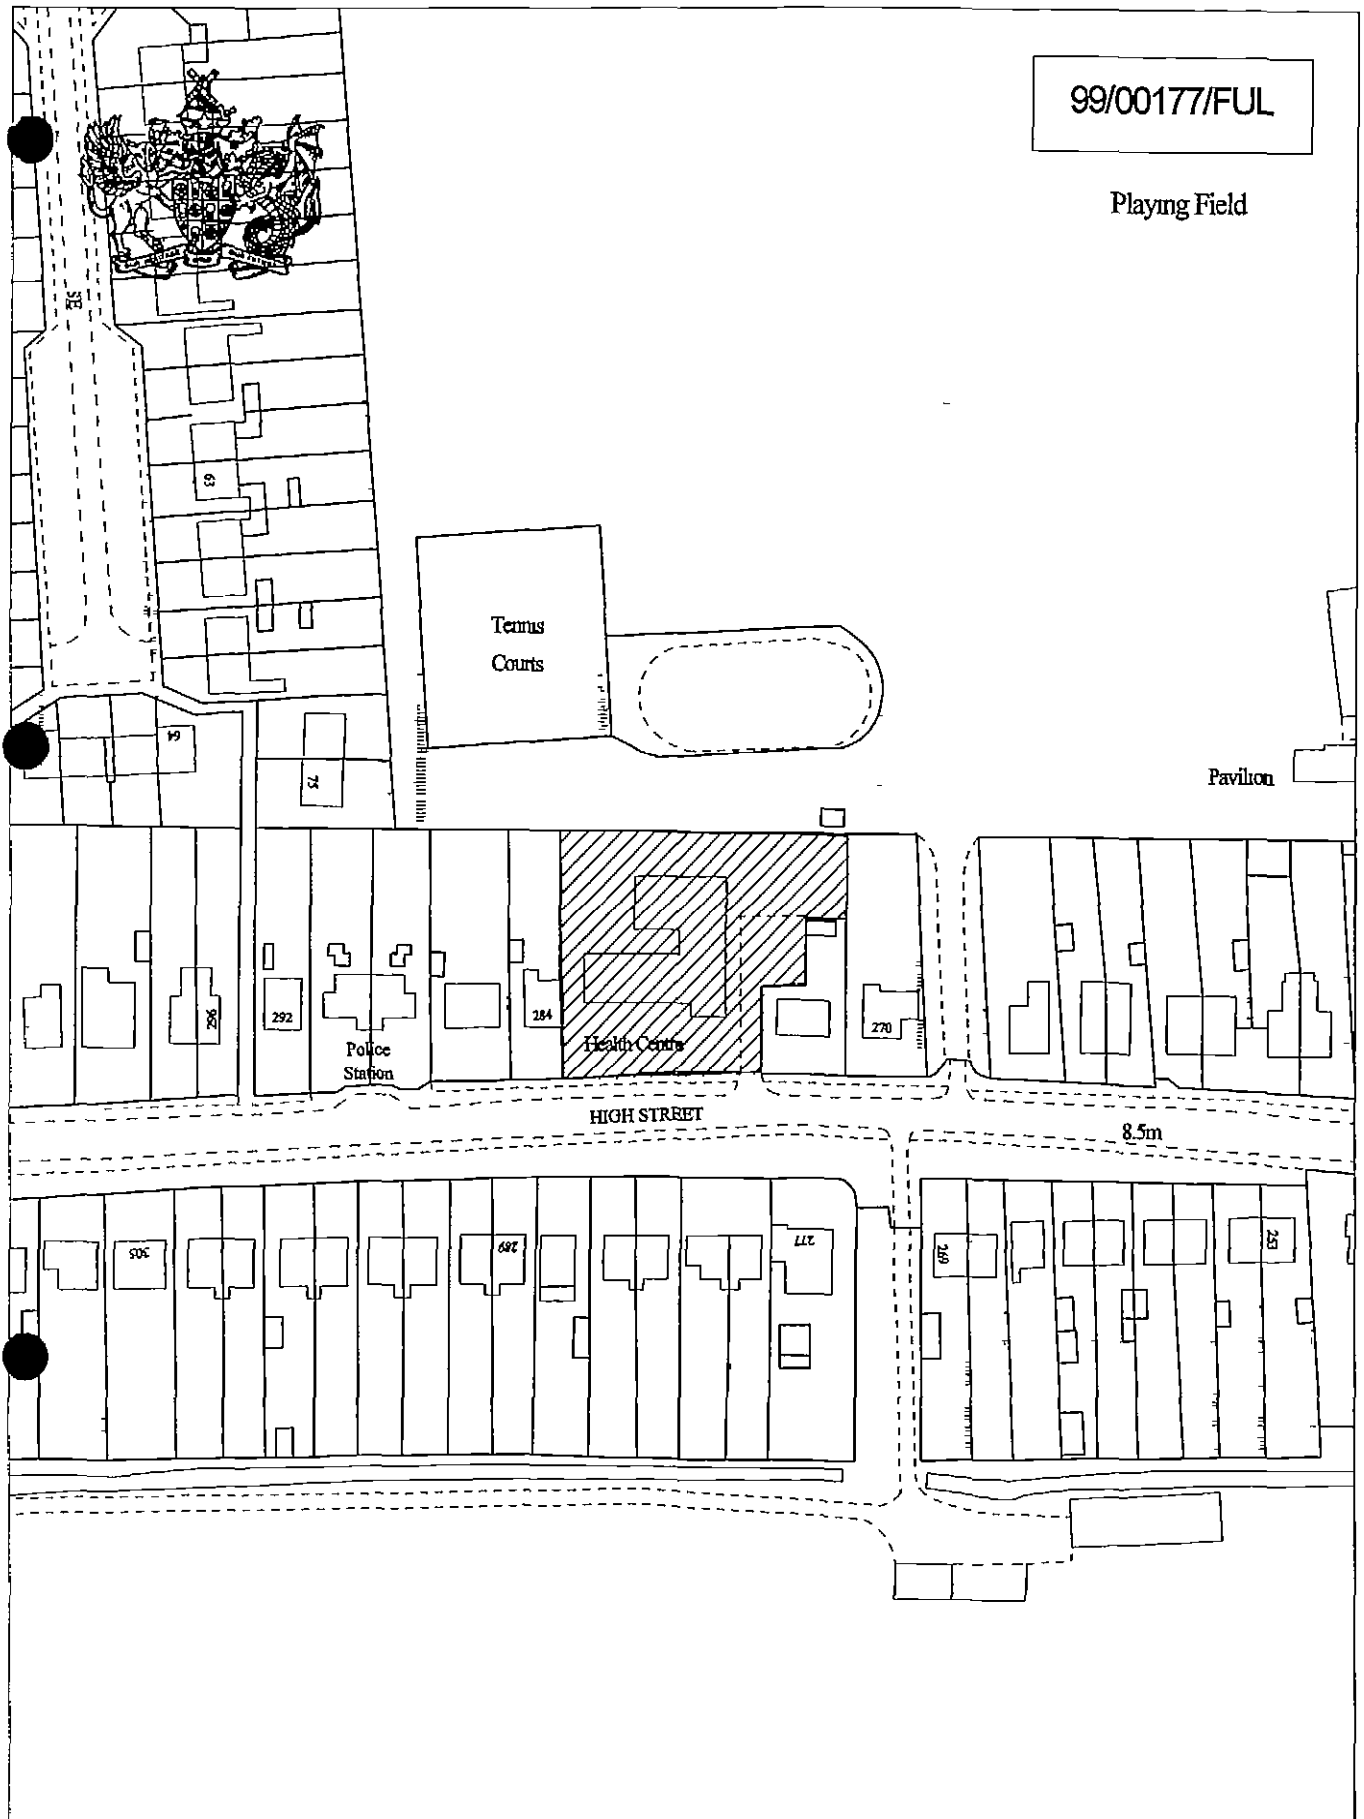 99/00177/FUL
Playing Field
63
Tennis
Courts
64
75
Pavilion
296
292
284
270
Police
Station
Health Centre
HIGH STREET
8.5m
305
289
277
269
253